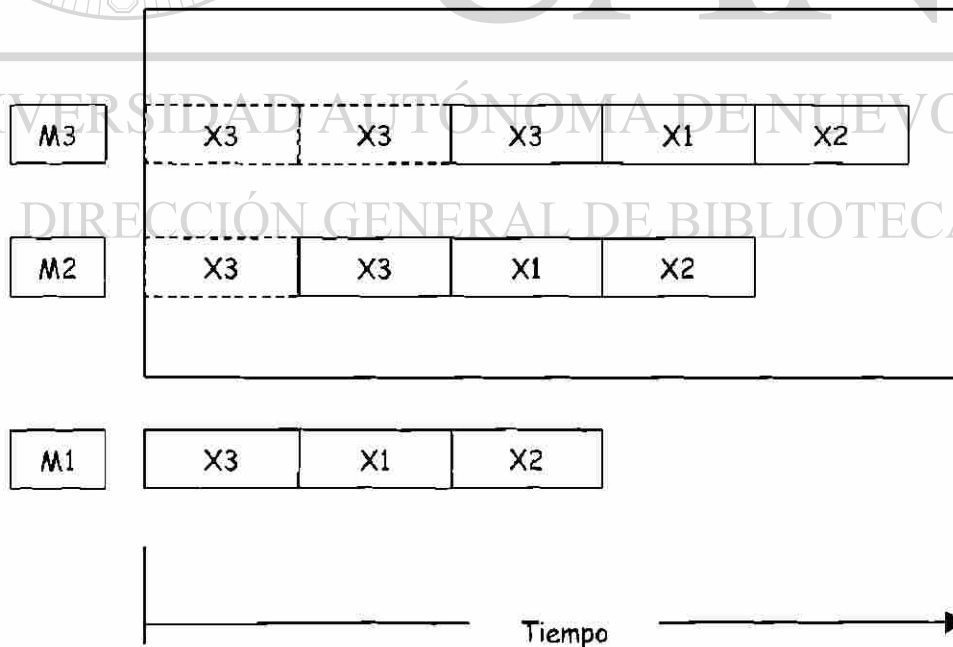 IVERSIDAD AUTÓNOMA DE NUEVO
M3 X3 X3 X3 X1 X2
DIRECCIÓN GENERAL DE BIBLIOTECA
M2 X3 X3 X1 X2
M1 X3 X1 X2
Tiempo